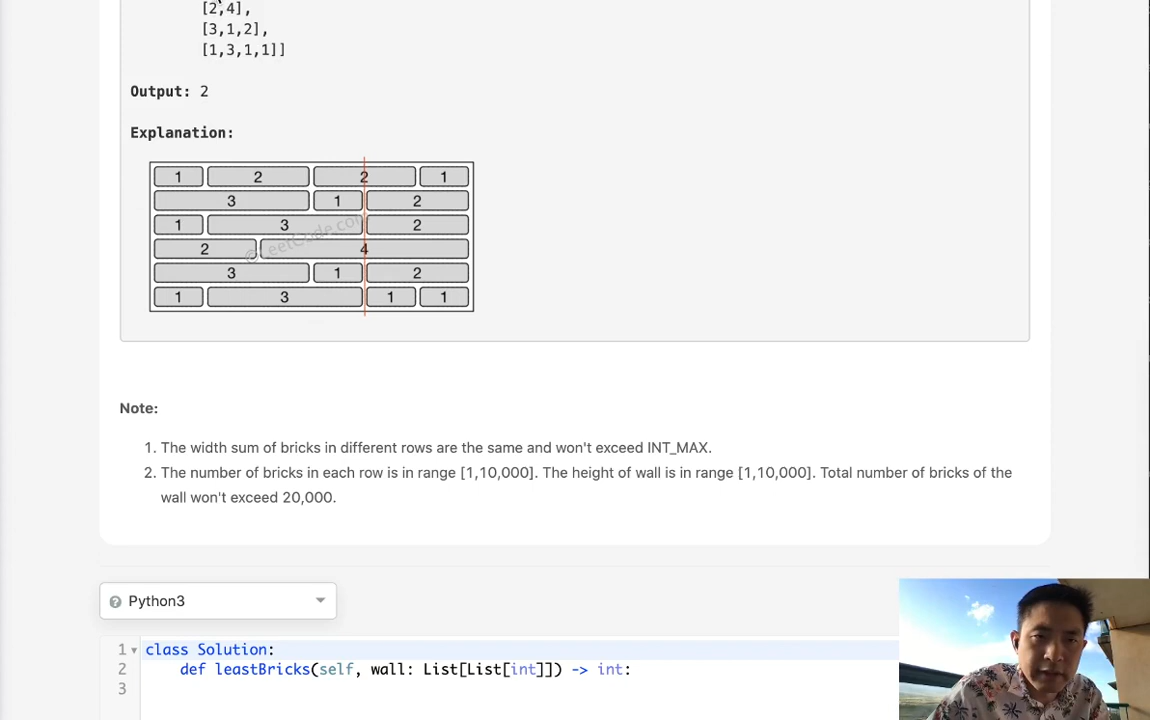 [2,4],
[3,1,2],
[1,3,1,1]]
Output: 2
Explanation:
1 2 2 1
3 1 2
1 3 2
2 4
3 1 2
1 3 1 1
@LeetCode.com
Note:
1. The width sum of bricks in different rows are the same and won't exceed INT_MAX.
2. The number of bricks in each row is in range [1,10,000]. The height of wall is in range [1,10,000]. Total number of bricks of the
wall won't exceed 20,000.
? Python3
1 class Solution:
2 def leastBricks(self, wall: List[List[int]]) -> int:
3